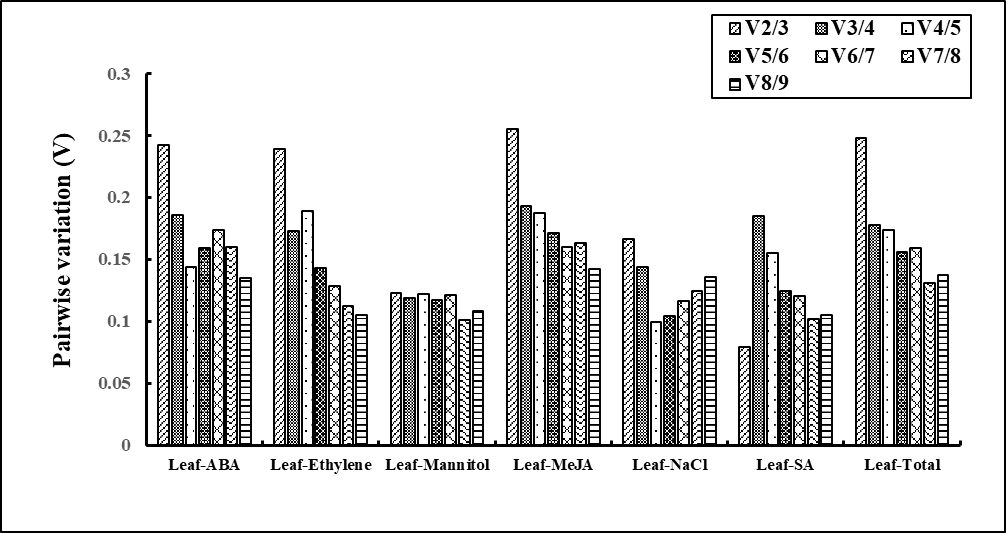 V2/3 V3/4 V4/5
V5/6 V6/7 V7/8
V8/9
Pairwise variation (V)
0.3
0.25
0.2
0.15
0.1
0.05
0
Leaf-ABA Leaf-Ethylene Leaf-Mannitol Leaf-MeJA Leaf-NaCl Leaf-SA Leaf-Total